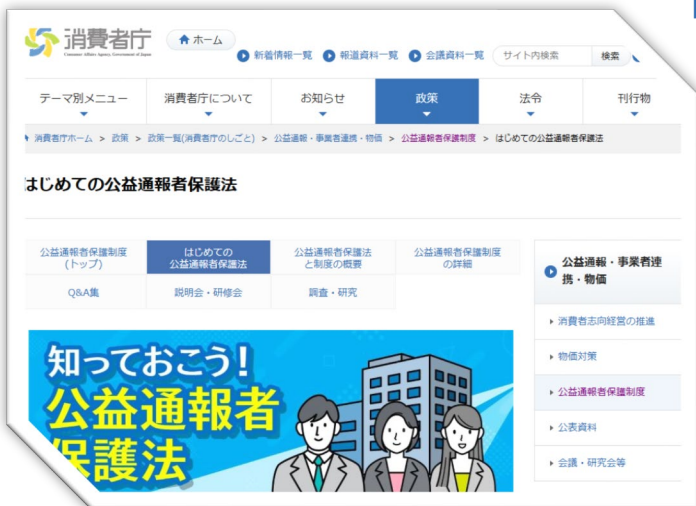 消費者庁
Consumer Affairs Agency, Government of Japan
ホーム
新着情報一覧 報道資料一覧 会議資料一覧 サイト内検索 検索
テーマ別メニュー 消費者庁について お知らせ 政策 法令 刊行物
消費者庁ホーム > 政策 > 政策一覧(消費者庁のしごと) > 公益通報・事業者連携・物価 > 公益通報者保護制度 > はじめての公益通報者保護法
はじめての公益通報者保護法
公益通報者保護制度
(トップ)
はじめての
公益通報者保護法
公益通報者保護法
と制度の概要
公益通報者保護制度
の詳細
Q&A集 説明会・研修会 調査・研究
知っておこう!
公益通報者
保護法
公益通報・事業者連
携・物価
消費者志向経営の推進
物価対策
公益通報者保護制度
公表資料
会議・研究会等